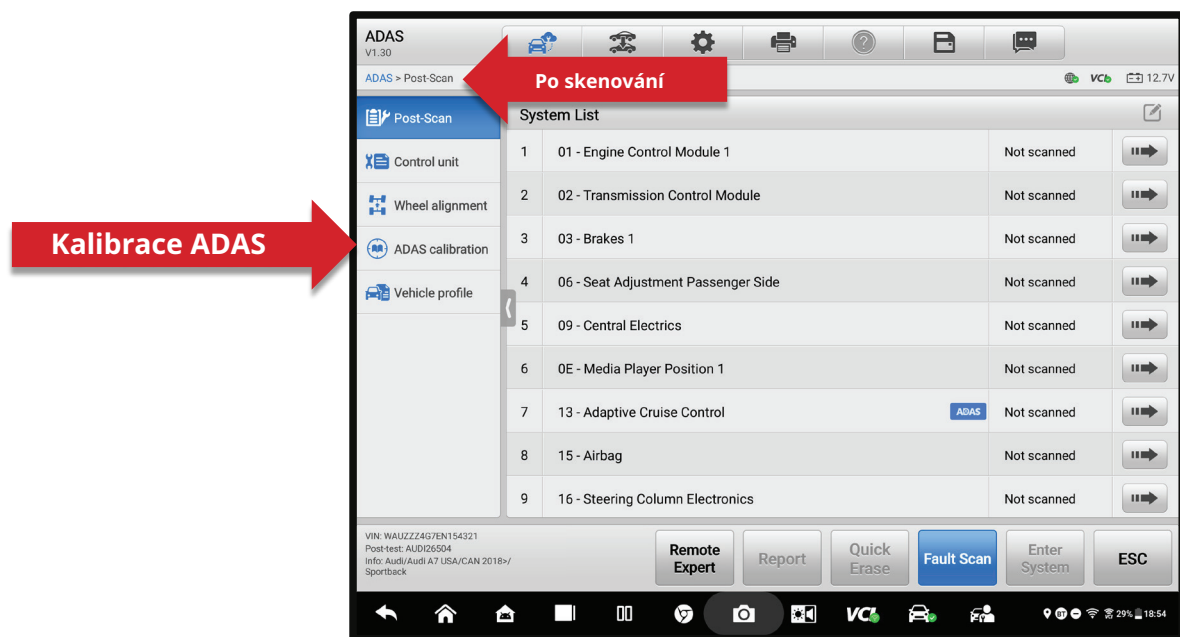 ADAS
V1.30
ADAS > Post-Scan
Po skenování
VCI
12.7V
Post-Scan
Control unit
Wheel alignment
ADAS calibration
Vehicle profile
Kalibrace ADAS
System List
1 01 - Engine Control Module 1 Not scanned
2 02 - Transmission Control Module Not scanned
3 03 - Brakes 1 Not scanned
4 06 - Seat Adjustment Passenger Side Not scanned
5 09 - Central Electrics Not scanned
6 0E - Media Player Position 1 Not scanned
7 13 - Adaptive Cruise Control ADAS Not scanned
8 15 - Airbag Not scanned
9 16 - Steering Column Electronics Not scanned
VIN: WAUZZZ4G7EN154321
Post-test: AUDI26504
Info: Audi/Audi A7 USA/CAN 2018>/
Sportback
Remote
Expert
Report
Quick
Erase
Fault Scan
Enter
System
ESC
VCI
BT
29% 18:54